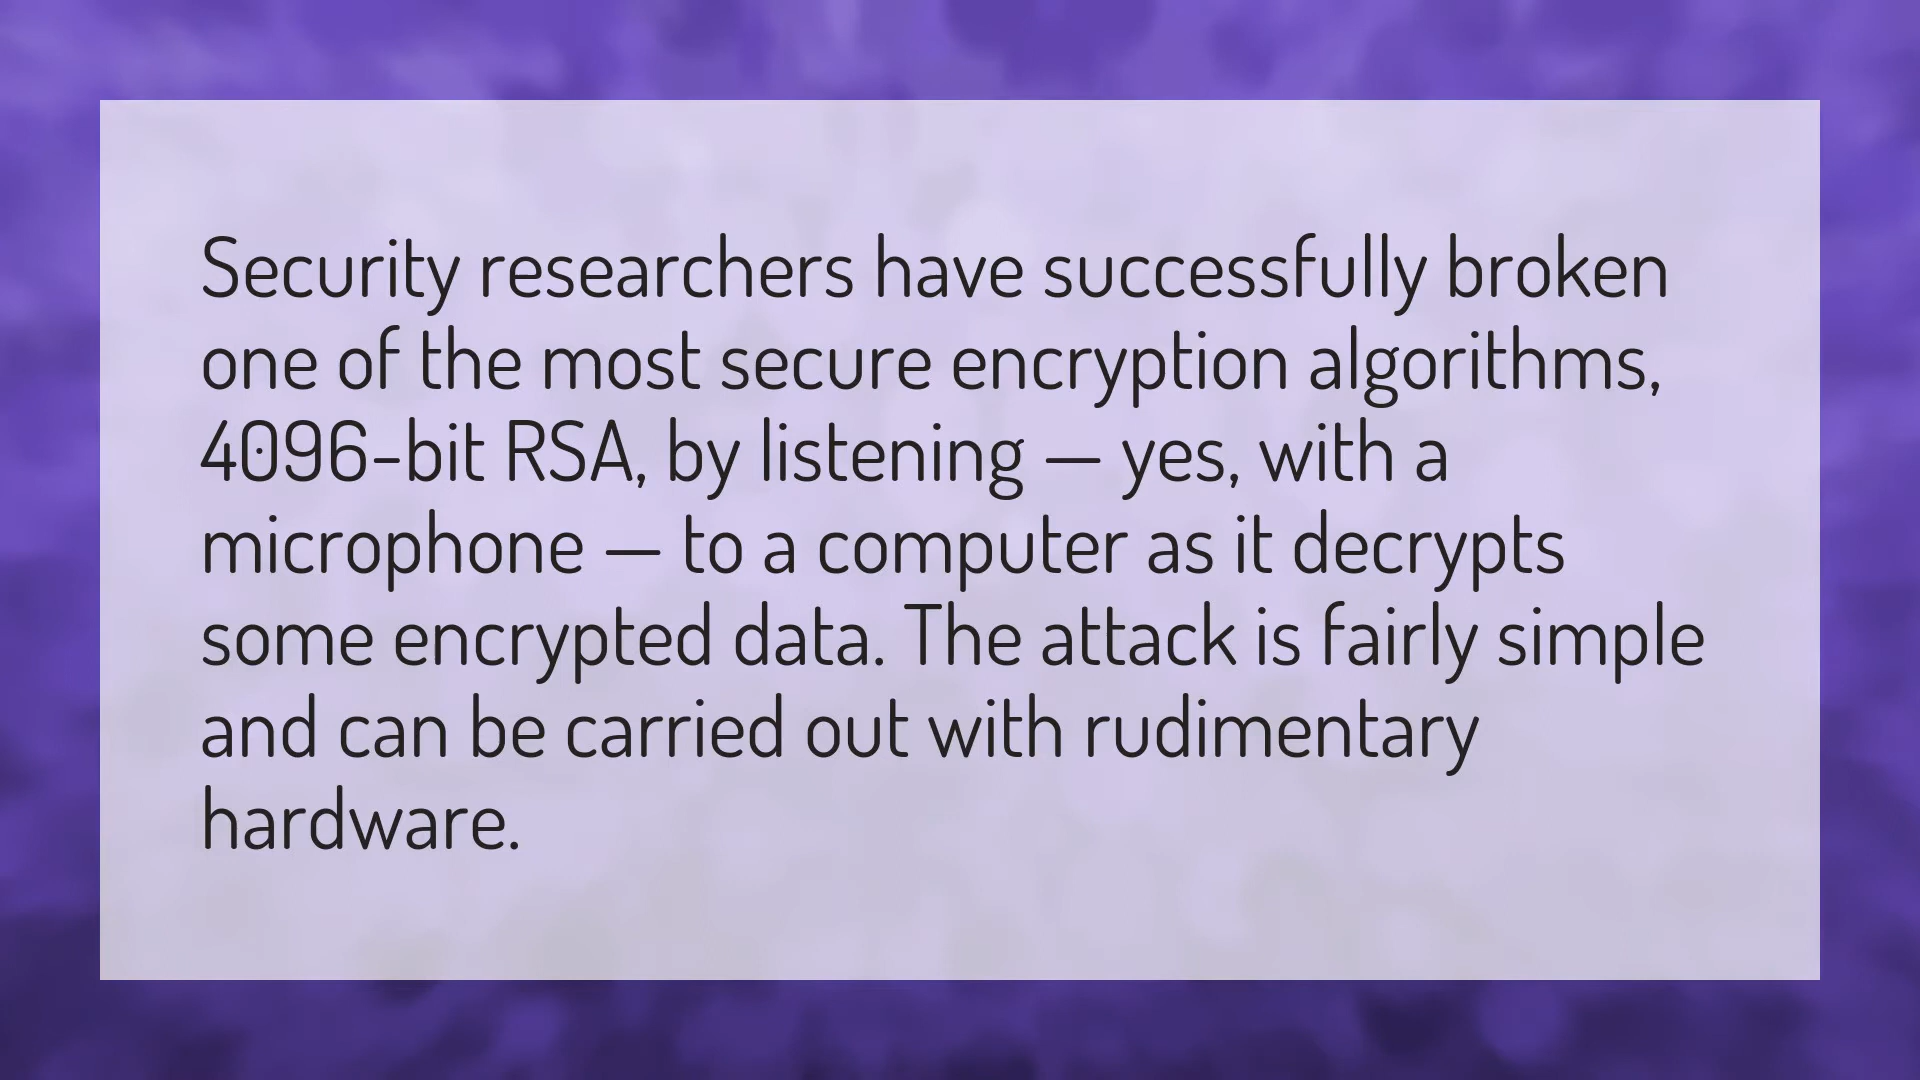 Security researchers have successfully broken
one of the most secure encryption algorithms,
4096-bit RSA, by listening — yes, with a
microphone — to a computer as it decrypts
some encrypted data. The attack is fairly simple
and can be carried out with rudimentary
hardware.